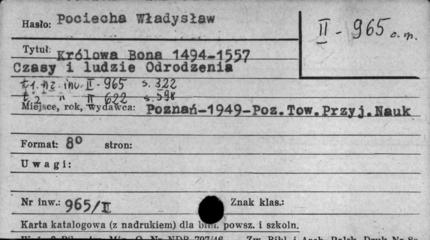 Hasło: Pociecha Władysław
II - 965 c.n.
Tytuł: Królowa Bona 1494-1557
Czasy i ludzie Odrodzenia
t.1. nr. inw. II - 965 s. 322
t.2. " II 622 s. 598
Miejsce, rok, wydawca: Poznań-1949-Poz.Tow.Przyj.Nauk
Format: 8° stron:
Uwagi:
Nr inw.: 965/II Znak klas.:
Karta katalogowa (z nadrukiem) dla bibl. powsz. i szkoln.